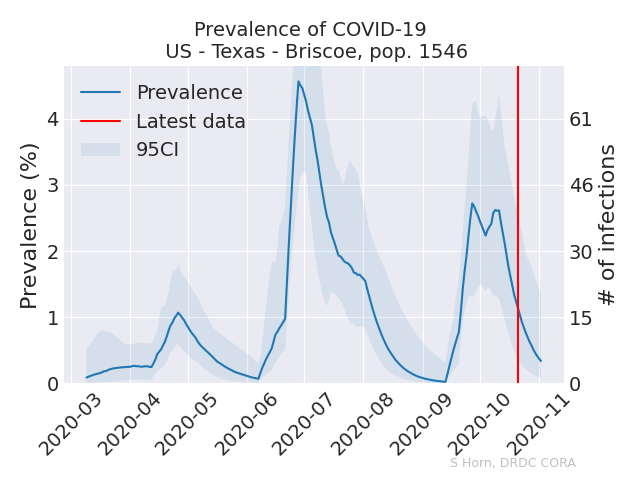 Prevalence of COVID-19
US - Texas - Briscoe, pop. 1546
Prevalence
Latest data
95CI
Prevalence (%)
4
3
2
1
0
61
46
30
15
0
# of infections
2020-03
2020-04
2020-05
2020-06
2020-07
2020-08
2020-09
2020-10
2020-11
S Horn, DRDC CORA